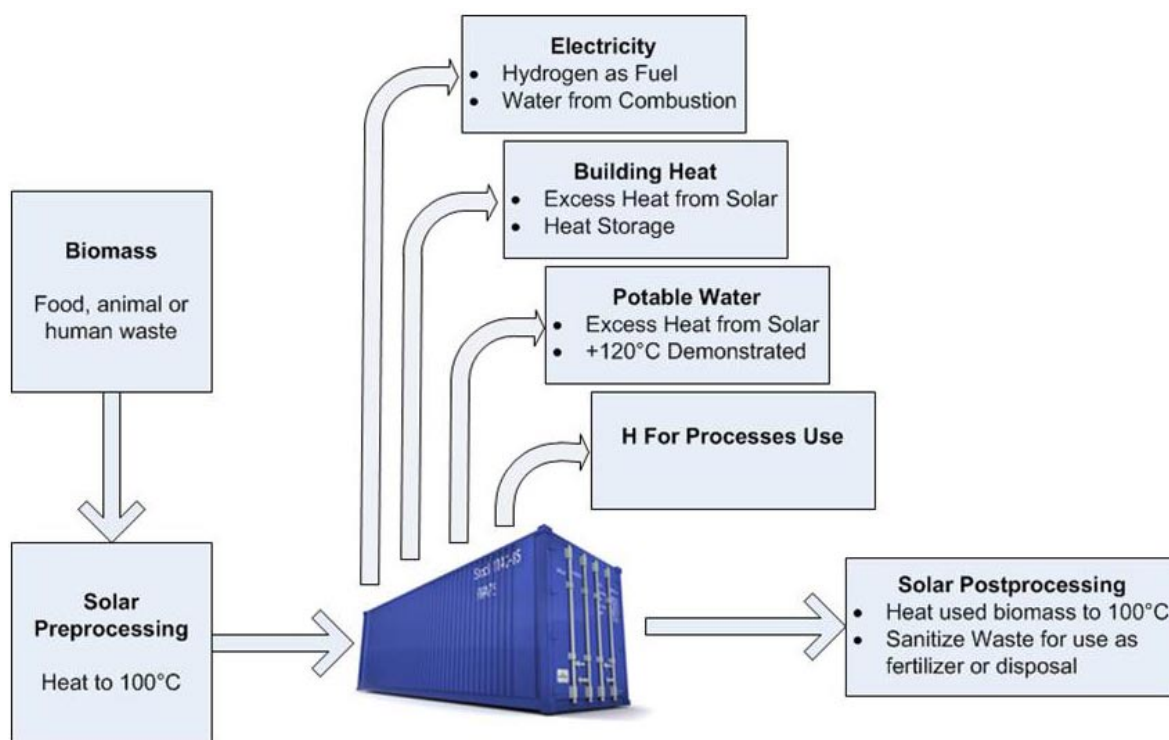 Electricity
• Hydrogen as Fuel
• Water from Combustion
Building Heat
• Excess Heat from Solar
• Heat Storage
Biomass
Food, animal or
human waste
Potable Water
• Excess Heat from Solar
• +120°C Demonstrated
H For Processes Use
Solar
Preprocessing
Heat to 100°C
Solar Postprocessing
• Heat used biomass to 100°C
• Sanitize Waste for use as
fertilizer or disposal